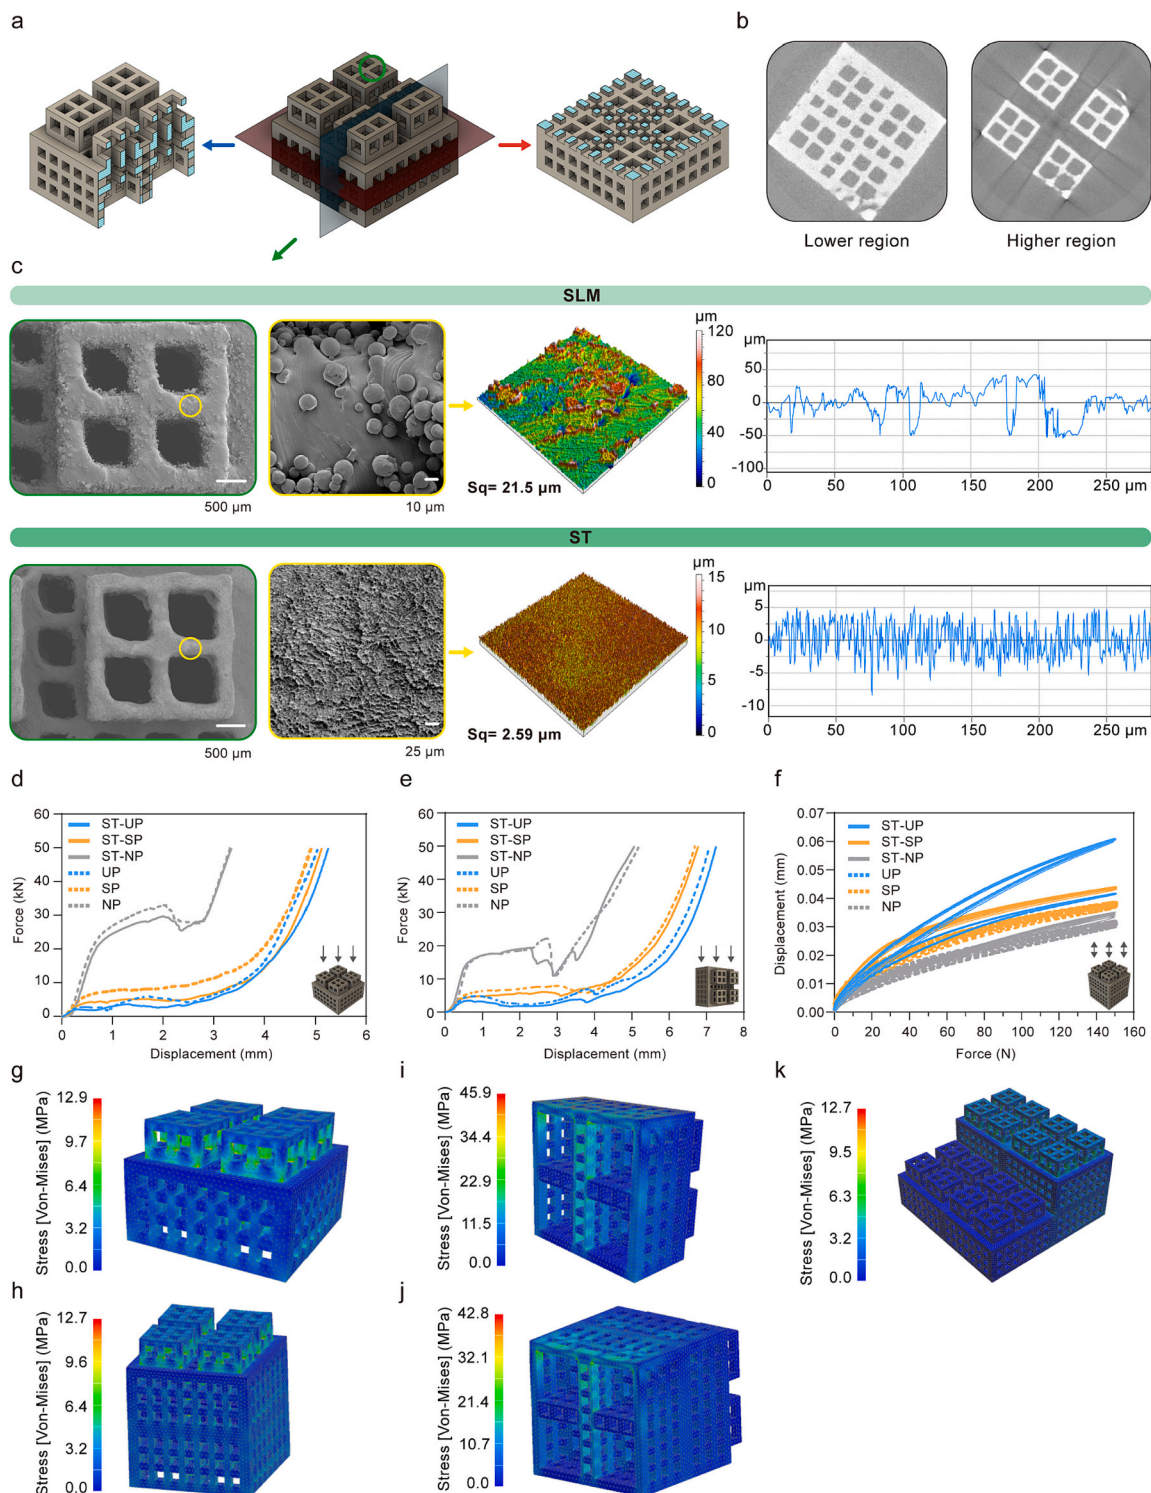 a
b
Lower region
Higher region
c
SLM
500 µm
10 µm
Sq= 21.5 µm
µm
120
80
40
0
µm
50
0
-50
-100
0
50
100
150
200
250
µm
ST
500 µm
25 µm
Sq= 2.59 µm
µm
15
10
5
0
µm
5
0
-5
-10
0
50
100
150
200
250
µm
d
60
50
40
30
20
10
0
Force (kN)
ST-UP
ST-SP
ST-NP
UP
SP
NP
0
1
2
3
4
5
6
Displacement (mm)
e
60
50
40
30
20
10
0
Force (kN)
ST-UP
ST-SP
ST-NP
UP
SP
NP
0
1
2
3
4
5
6
7
8
Displacement (mm)
f
0.07
0.06
0.05
0.04
0.03
0.02
0.01
0.00
Displacement (mm)
ST-UP
ST-SP
ST-NP
UP
SP
NP
0
20
40
60
80
100
120
140
160
Force (N)
g
Stress [Von-Mises] (MPa)
12.9
9.7
6.4
3.2
0.0
i
Stress [Von-Mises] (MPa)
45.9
34.4
22.9
11.5
0.0
k
Stress [Von-Mises] (MPa)
12.7
9.5
6.3
3.2
0.0
h
Stress [Von-Mises] (MPa)
12.7
9.6
6.4
3.2
0.0
j
Stress [Von-Mises] (MPa)
42.8
32.1
21.4
10.7
0.0